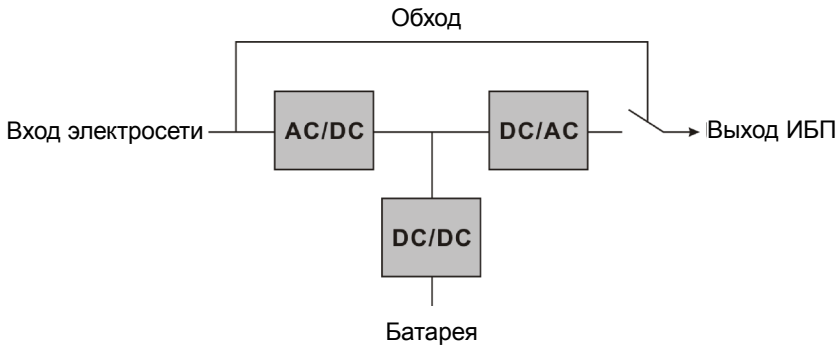 Обход
Вход электросети
AC/DC
DC/AC
Выход ИБП
DC/DC
Батарея